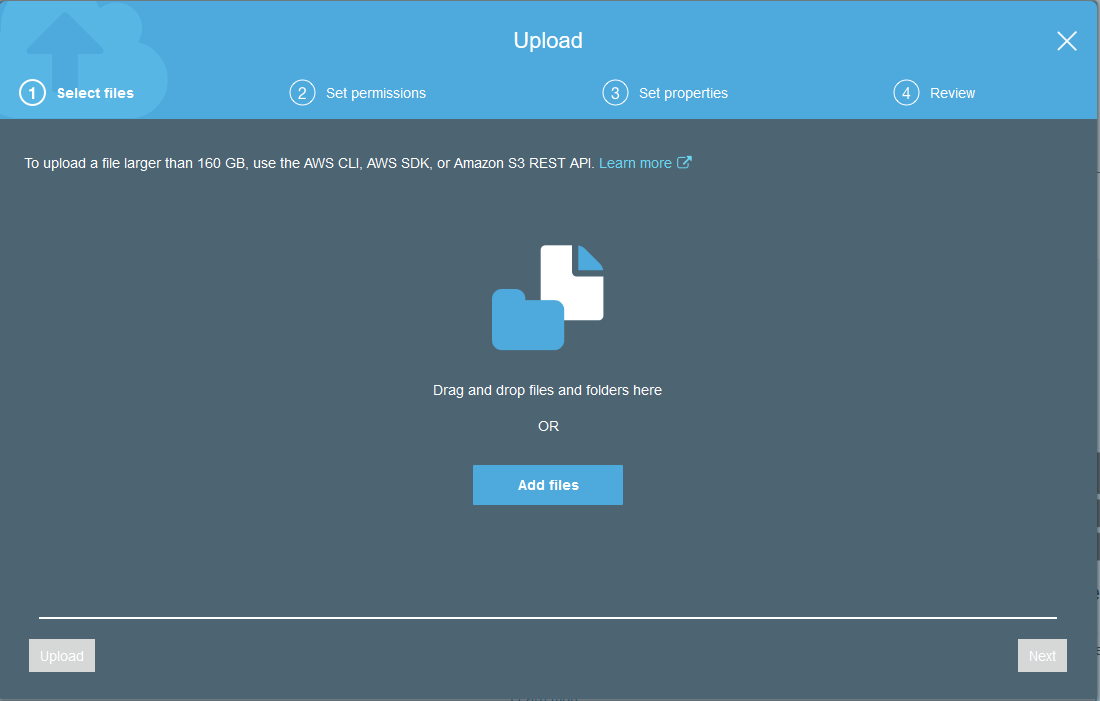 Upload
1 Select files
2 Set permissions
3 Set properties
4 Review
To upload a file larger than 160 GB, use the AWS CLI, AWS SDK, or Amazon S3 REST API. Learn more
Drag and drop files and folders here
OR
Add files
Upload
Next